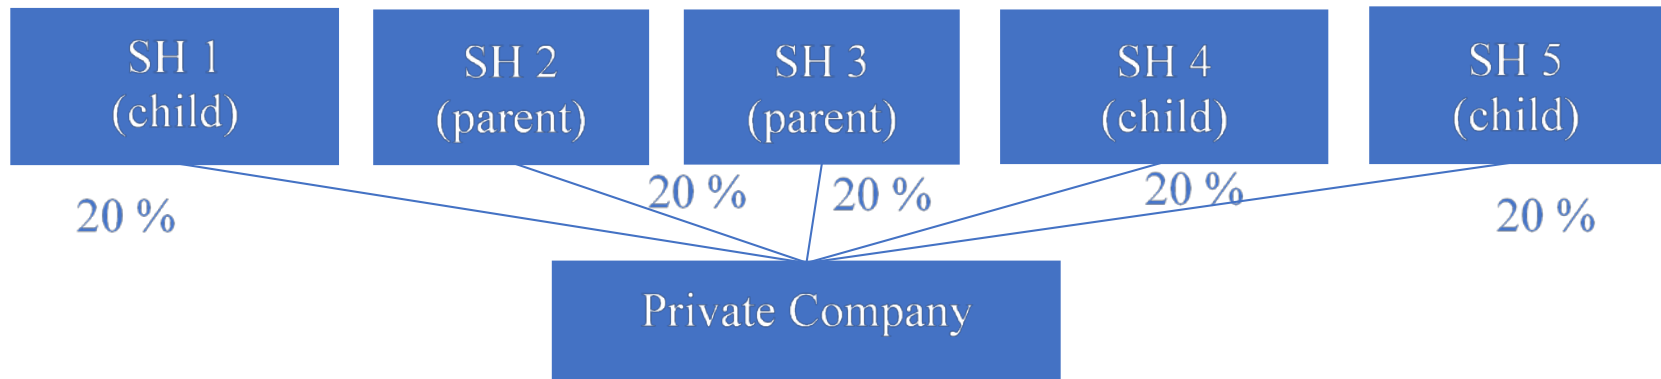 SH 1
(child)
SH 2
(parent)
SH 3
(parent)
SH 4
(child)
SH 5
(child)
20 %
20 %
20 %
20 %
20 %
Private Company